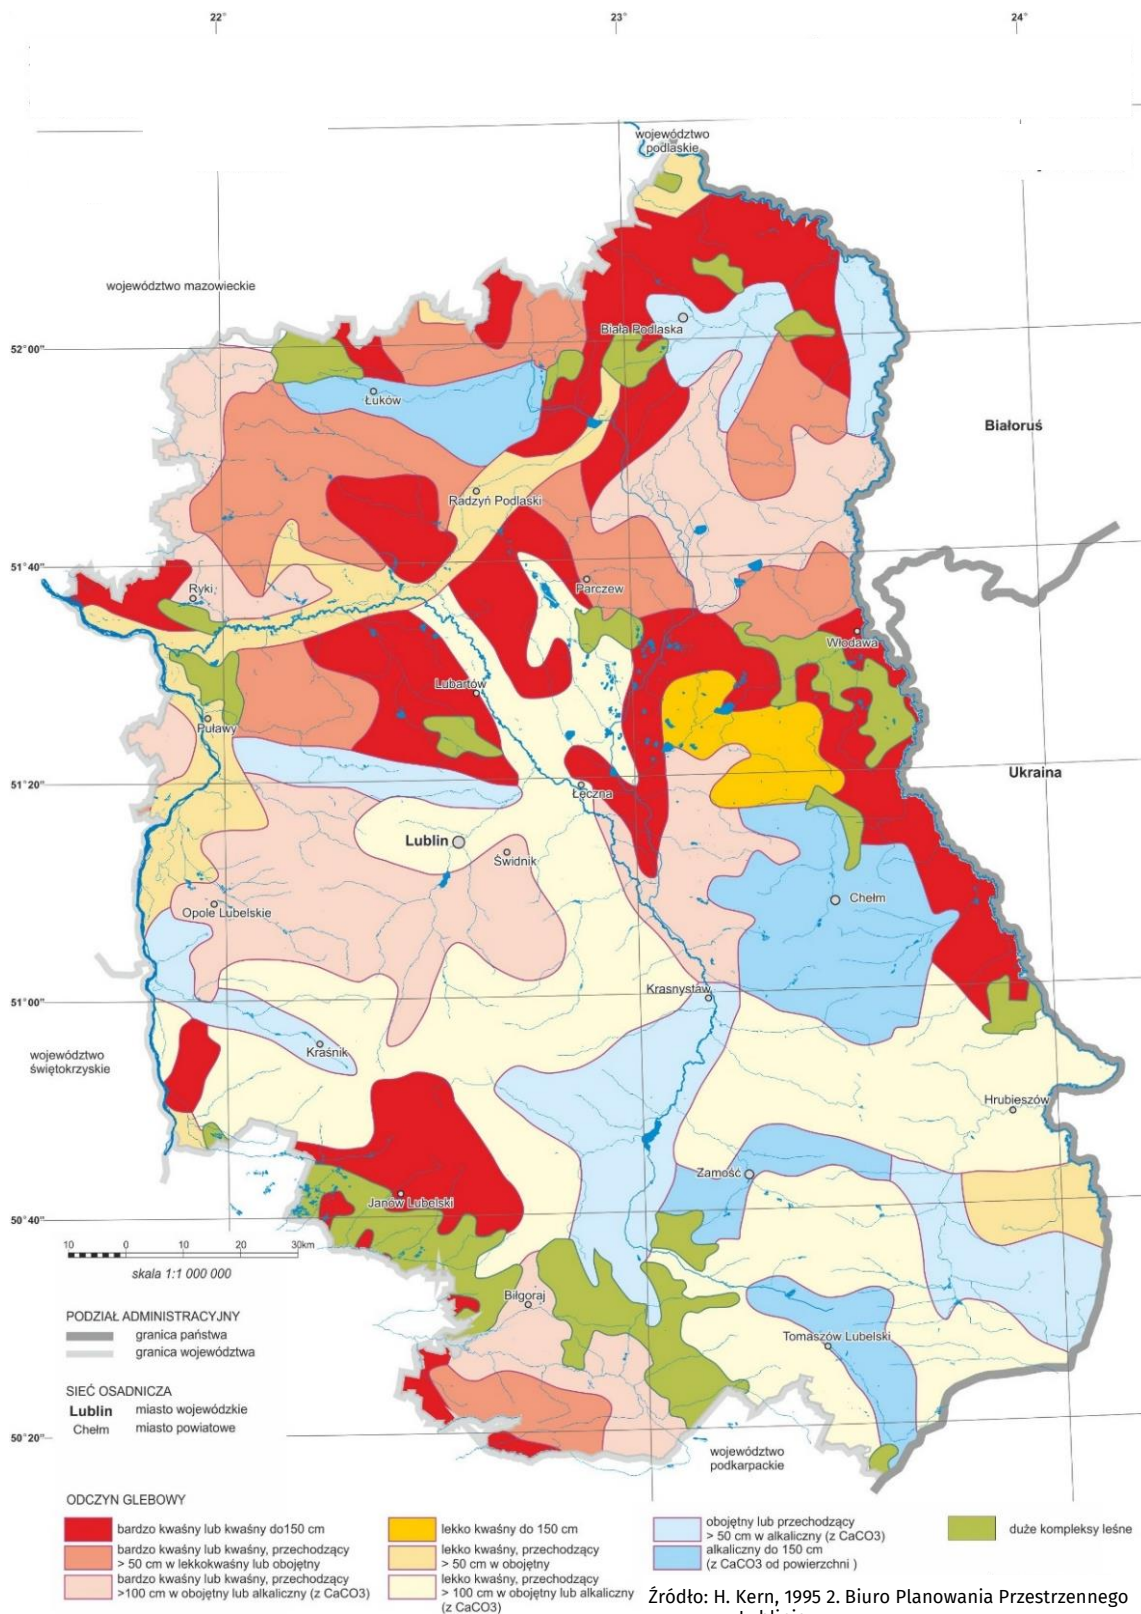 22°
23°
24°
województwo
podlaskie
województwo mazowieckie
Biała Podlaska
52°00'
Łuków
Białoruś
Radzyń Podlaski
51°40'
Ryki
Parczew
Włodawa
Lubartów
Puławy
Ukraina
51°20'
Łęczna
Lublin
Świdnik
Chełm
Opole Lubelskie
Krasnystaw
51°00'
Kraśnik
województwo
świętokrzyskie
Hrubieszów
Zamość
Janów Lubelski
50°40'
10 0 10 20 30km
skala 1:1 000 000
Biłgoraj
PODZIAŁ ADMINISTRACYJNY
granica państwa
granica województwa
Tomaszów Lubelski
SIEĆ OSADNICZA
Lublin miasto wojewódzkie
Chełm miasto powiatowe
50°20'
województwo
podkarpackie
ODCZYN GLEBOWY
bardzo kwaśny lub kwaśny do150 cm
bardzo kwaśny lub kwaśny, przechodzący
> 50 cm w lekkokwaśny lub obojętny
bardzo kwaśny lub kwaśny, przechodzący
>100 cm w obojętny lub alkaliczny (z CaCO3)
lekko kwaśny do 150 cm
lekko kwaśny, przechodzący
> 50 cm w obojętny
lekko kwaśny, przechodzący
> 100 cm w obojętny lub alkaliczny
(z CaCO3)
obojętny lub przechodzący
> 50 cm w alkaliczny (z CaCO3)
alkaliczny do 150 cm
(z CaCO3 od powierzchni )
duże kompleksy leśne
Źródło: H. Kern, 1995 2. Biuro Planowania Przestrzennego